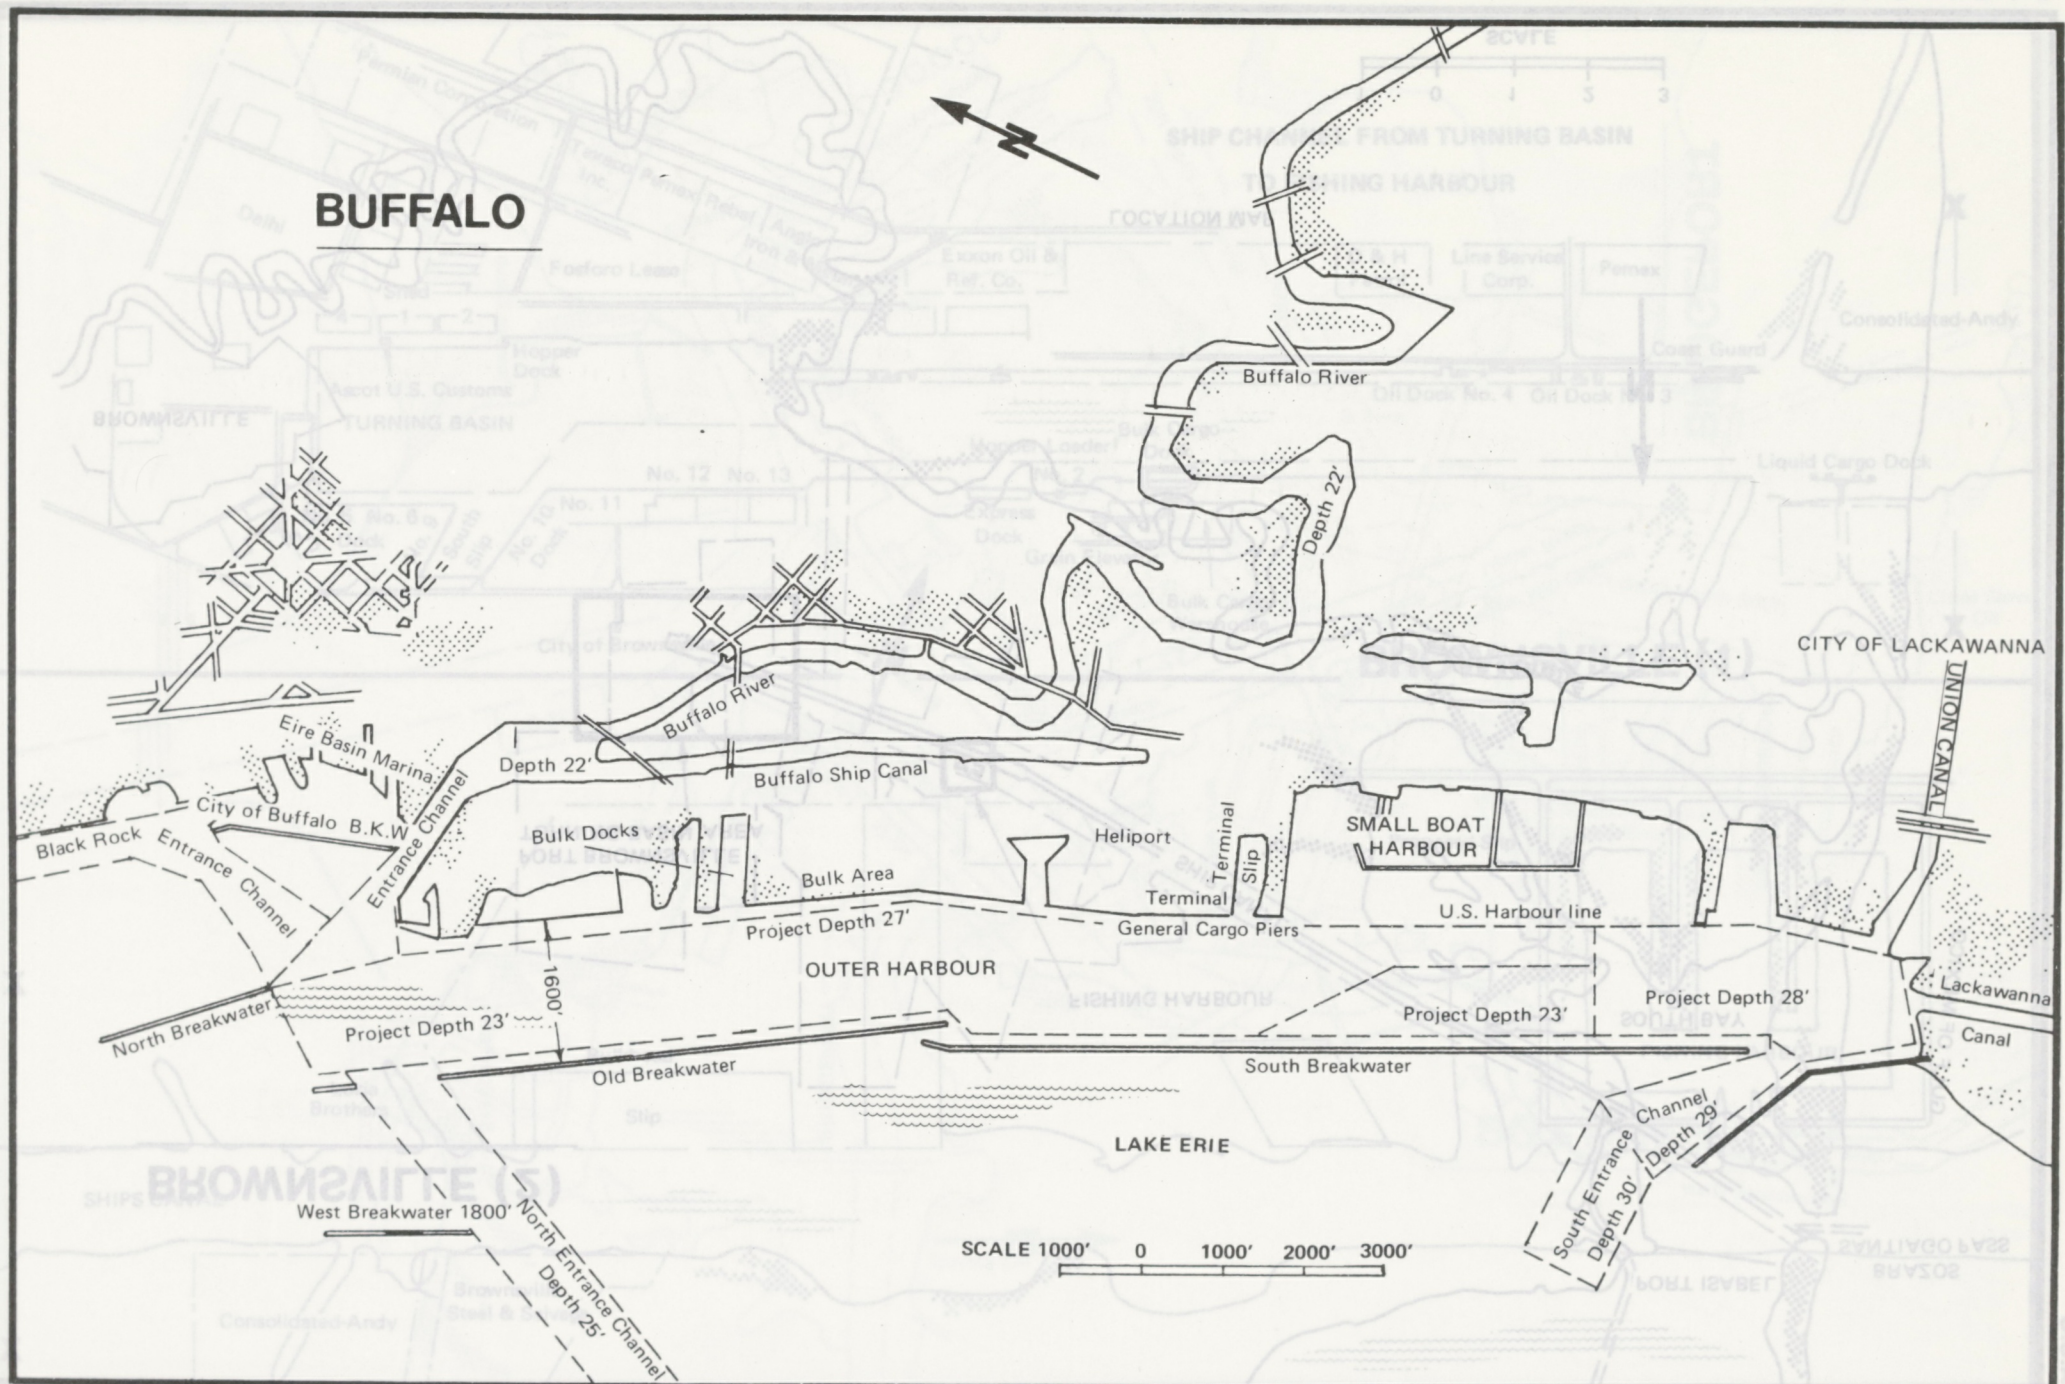 BUFFALO
N
Buffalo River
Depth 22'
CITY OF LACKAWANNA
UNION CANAL
Eire Basin Marina
Buffalo River
Depth 22'
Buffalo Ship Canal
City of Buffalo B.K.W
Black Rock
Entrance Channel
Entrance Channel
Bulk Docks
Bulk Area
Heliport
Terminal
Slip
Terminal
SMALL BOAT
HARBOUR
U.S. Harbour line
Project Depth 27'
General Cargo Piers
OUTER HARBOUR
1600'
North Breakwater
Project Depth 23'
Project Depth 23'
Project Depth 28'
Lackawanna
Canal
Old Breakwater
South Breakwater
LAKE ERIE
South Entrance Channel
Depth 29'
Depth 30'
West Breakwater 1800'
North Entrance Channel
Depth 25'
SCALE 1000' 0 1000' 2000' 3000'